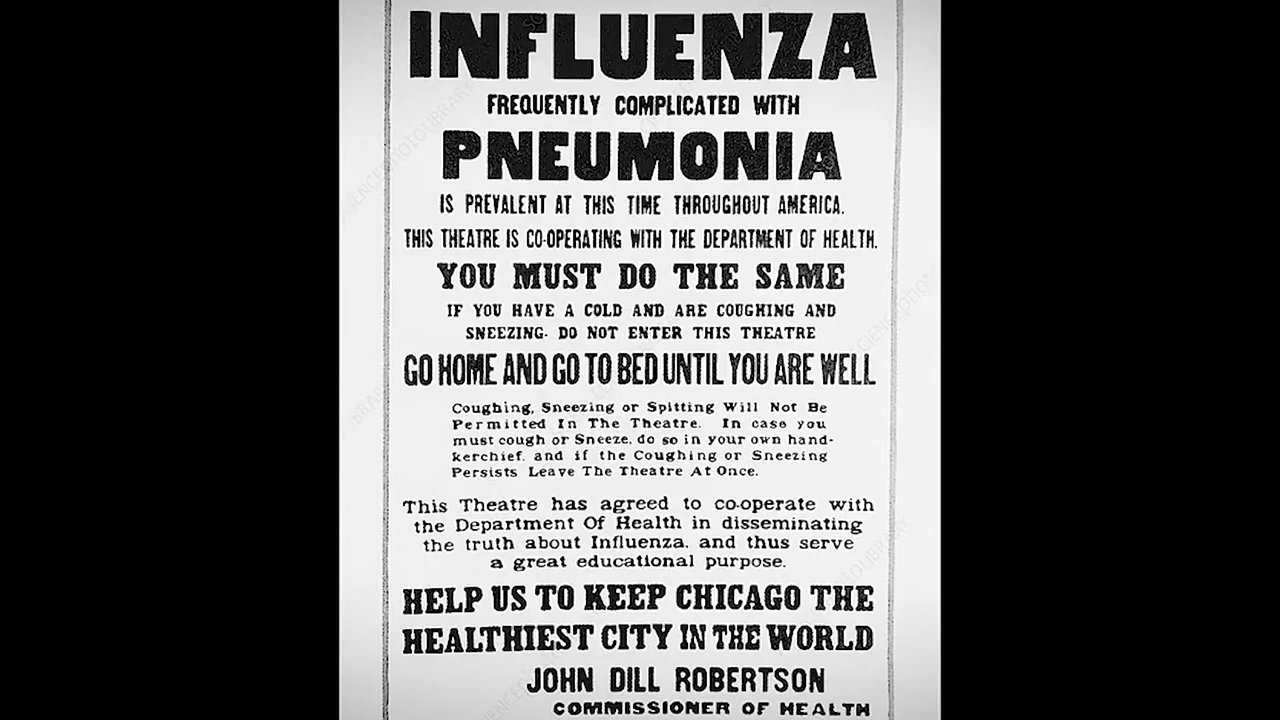 INFLUENZA
FREQUENTLY COMPLICATED WITH
PNEUMONIA
IS PREVALENT AT THIS TIME THROUGHOUT AMERICA.
THIS THEATRE IS CO-OPERATING WITH THE DEPARTMENT OF HEALTH.
YOU MUST DO THE SAME
IF YOU HAVE A COLD AND ARE COUGHING AND
SNEEZING. DO NOT ENTER THIS THEATRE
GO HOME AND GO TO BED UNTIL YOU ARE WELL
Coughing, Sneezing or Spitting Will Not Be
Permitted In The Theatre. In case you
must cough or Sneeze, do so in your own hand-
kerchief, and if the Coughing or Sneezing
Persists Leave The Theatre At Once.
This Theatre has agreed to co-operate with
the Department Of Health in disseminating
the truth about Influenza, and thus serve
a great educational purpose.
HELP US TO KEEP CHICAGO THE
HEALTHIEST CITY IN THE WORLD
JOHN DILL ROBERTSON
COMMISSIONER OF HEALTH